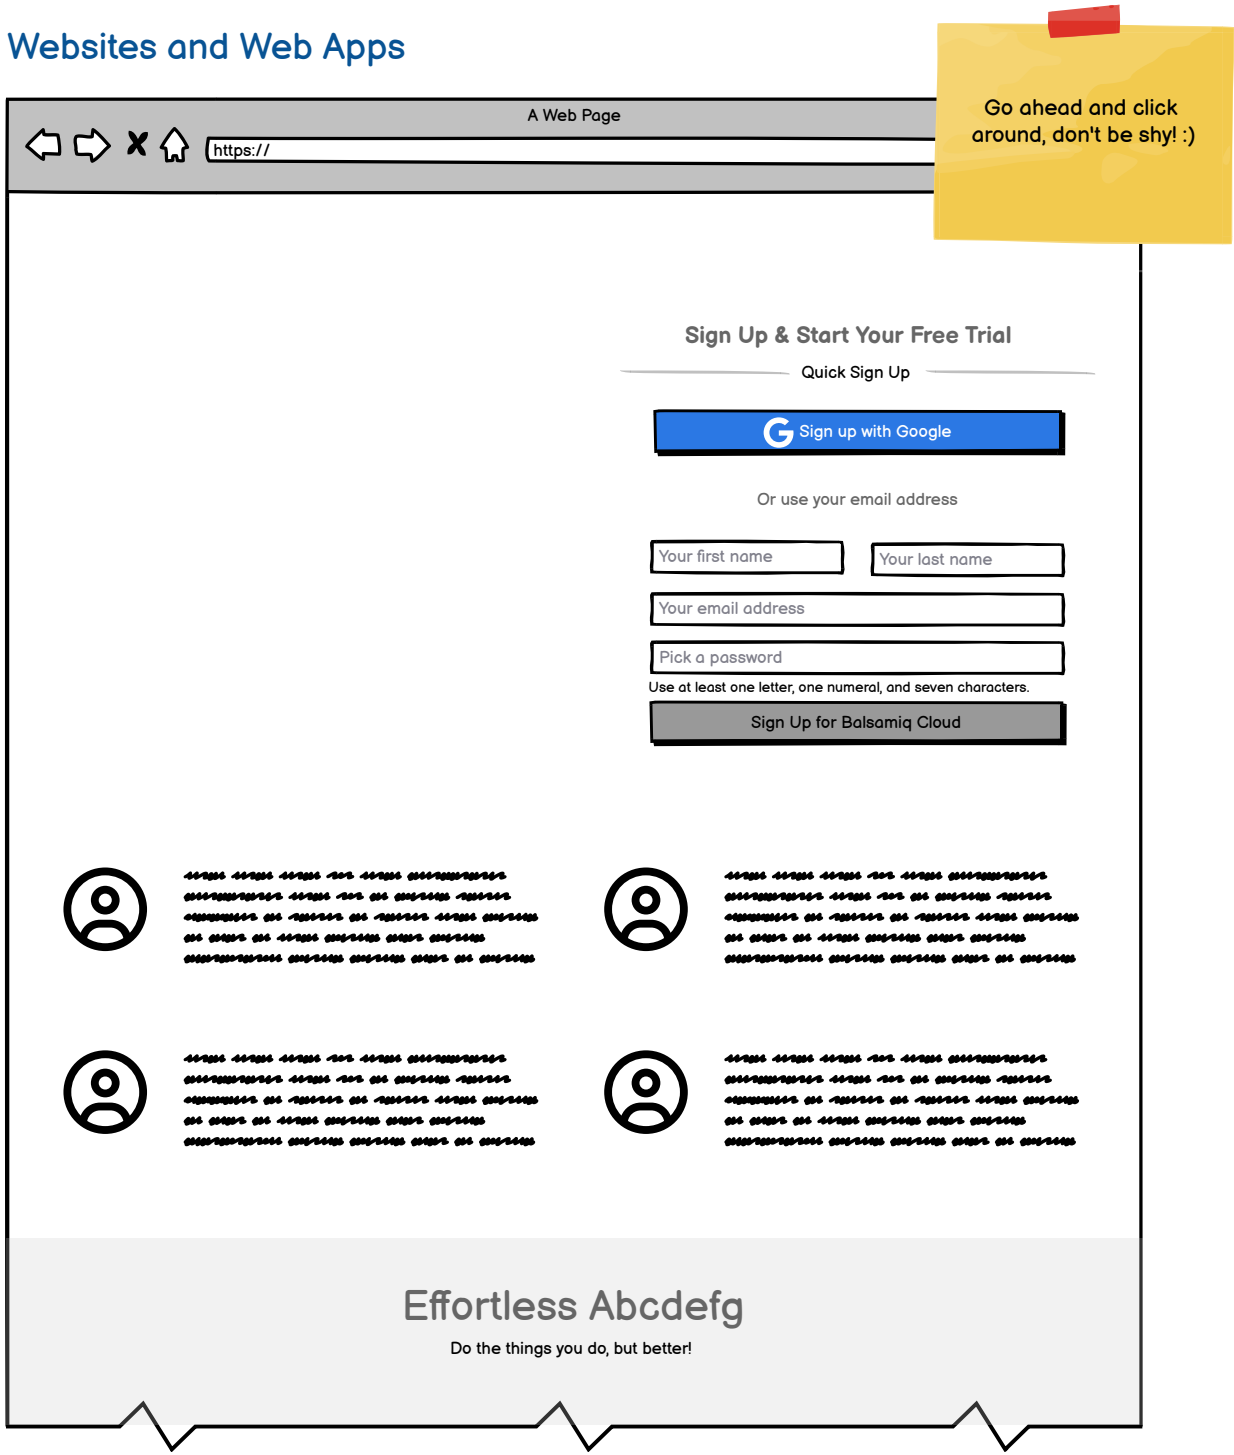 Websites and Web Apps
Go ahead and click
around, don't be shy! :)
A Web Page
https://
Sign Up & Start Your Free Trial
Quick Sign Up
G Sign up with Google
Or use your email address
Your first name
Your last name
Your email address
Pick a password
Use at least one letter, one numeral, and seven characters.
Sign Up for Balsamiq Cloud
Effortless Abcdefg
Do the things you do, but better!